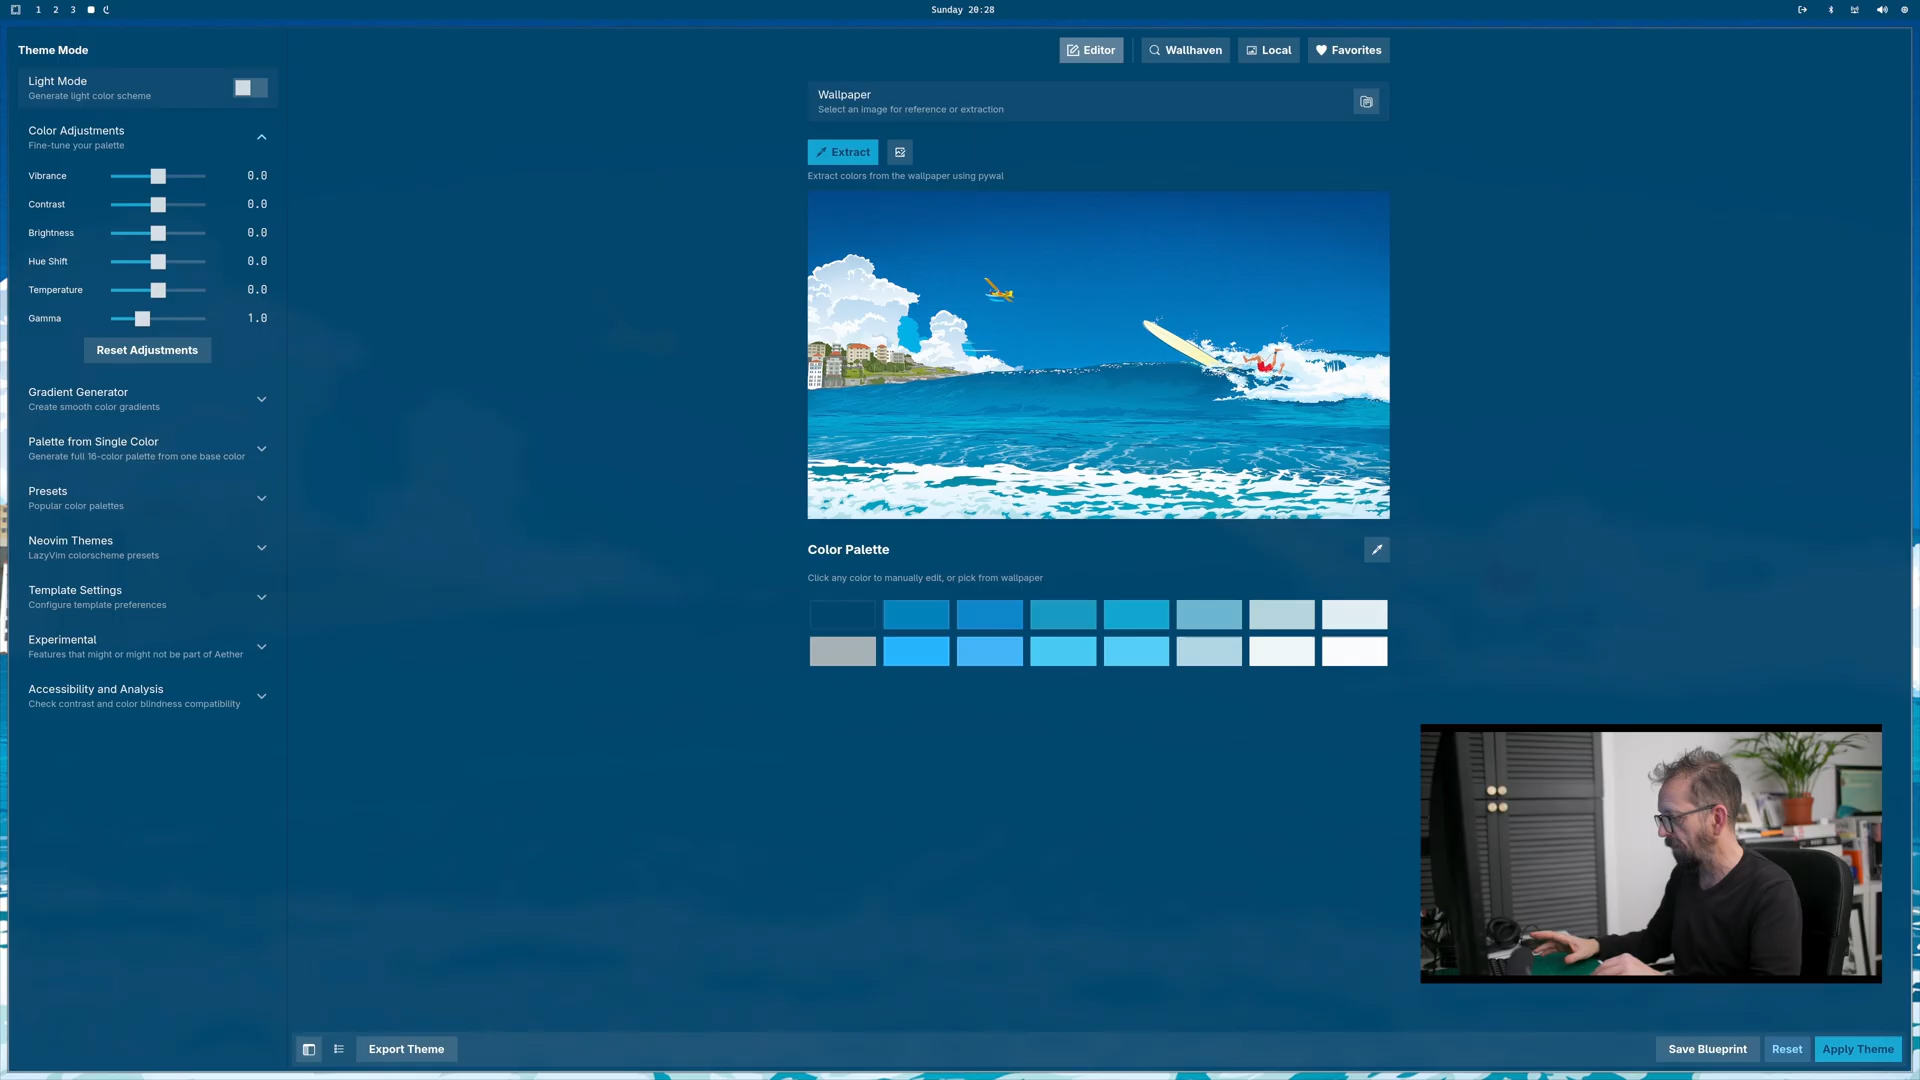 1 2 3
Sunday 20:28
Theme Mode
Light Mode
Generate light color scheme
Color Adjustments
Fine-tune your palette
Vibrance 0.0
Contrast 0.0
Brightness 0.0
Hue Shift 0.0
Temperature 0.0
Gamma 1.0
Reset Adjustments
Gradient Generator
Create smooth color gradients
Palette from Single Color
Generate full 16-color palette from one base color
Presets
Popular color palettes
Neovim Themes
LazyVim colorscheme presets
Template Settings
Configure template preferences
Experimental
Features that might or might not be part of Aether
Accessibility and Analysis
Check contrast and color blindness compatibility
Editor Wallhaven Local Favorites
Wallpaper
Select an image for reference or extraction
Extract
Extract colors from the wallpaper using pywal
Color Palette
Click any color to manually edit, or pick from wallpaper
Export Theme Save Blueprint Reset Apply Theme